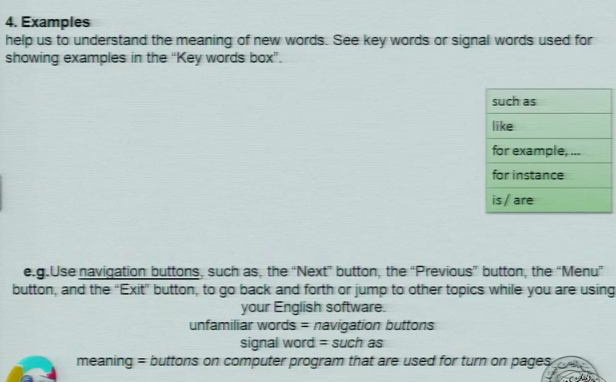 4. Examples
help us to understand the meaning of new words. See key words or signal words used for
showing examples in the “Key words box”.
such as
like
for example,...
for instance
is / are
e.g.Use navigation buttons, such as, the “Next” button, the “Previous” button, the “Menu”
button, and the “Exit” button, to go back and forth or jump to other topics while you are using
your English software.
unfamiliar words = navigation buttons
signal word = such as
meaning = buttons on computer program that are used for turn on pages